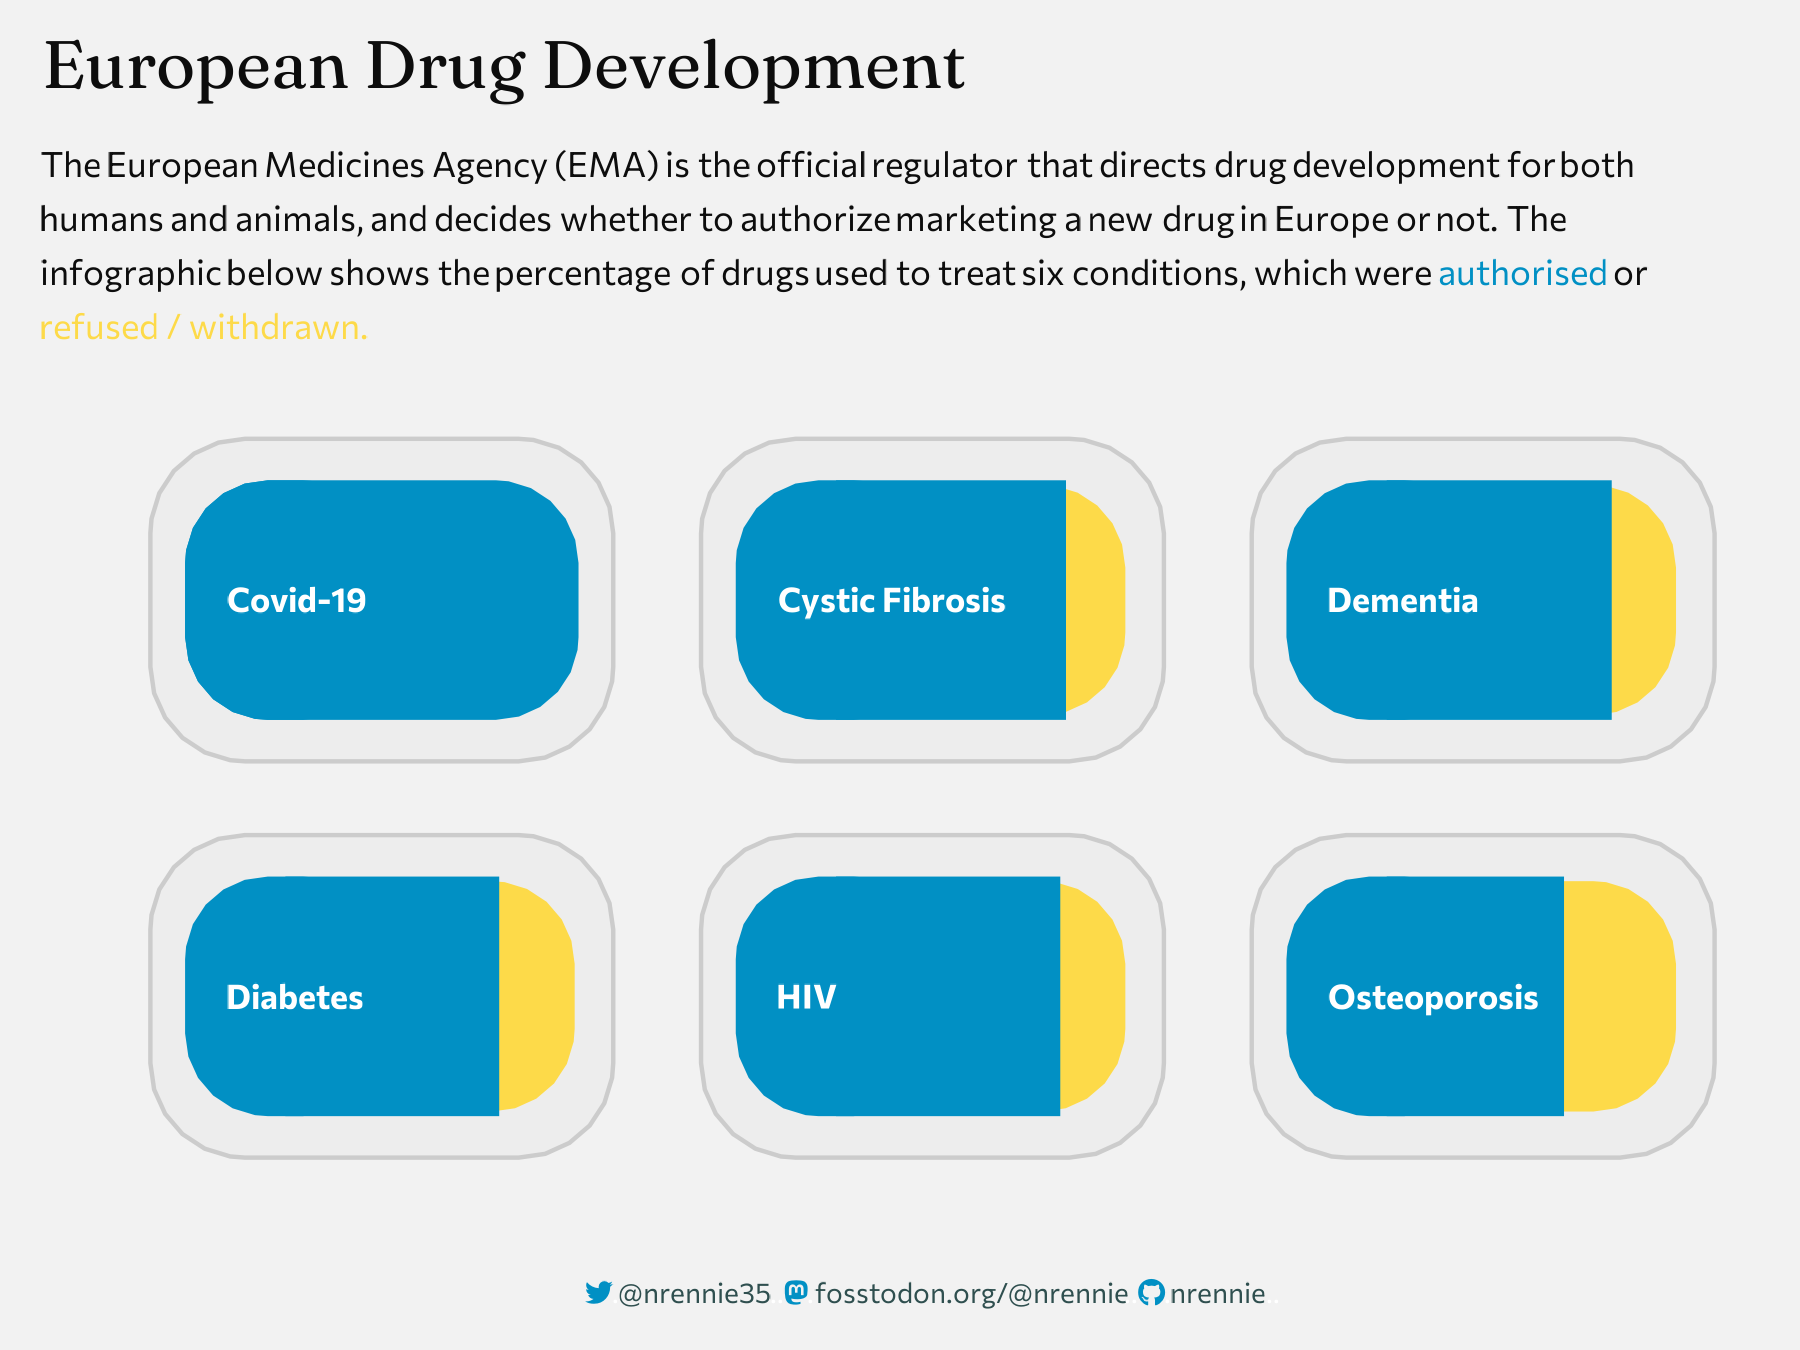 European Drug Development
The European Medicines Agency (EMA) is the official regulator that directs drug development for both
humans and animals, and decides whether to authorize marketing a new drug in Europe or not. The
infographic below shows the percentage of drugs used to treat six conditions, which were authorised or
refused / withdrawn.
Covid-19
Cystic Fibrosis
Dementia
Diabetes
HIV
Osteoporosis
@nrennie35 fosstodon.org/@nrennie nrennie